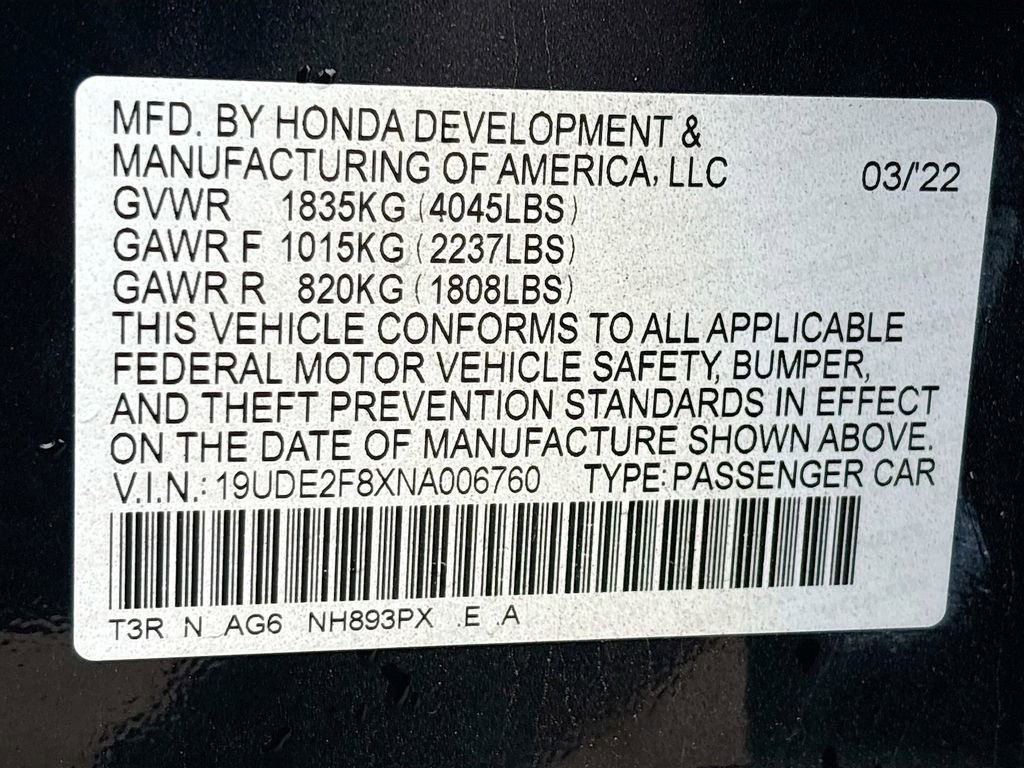 MFD. BY HONDA DEVELOPMENT &
MANUFACTURING OF AMERICA, LLC 03/'22
GVWR 1835KG (4045LBS)
GAWR F 1015KG (2237LBS)
GAWR R 820KG (1808LBS)
THIS VEHICLE CONFORMS TO ALL APPLICABLE
FEDERAL MOTOR VEHICLE SAFETY, BUMPER,
AND THEFT PREVENTION STANDARDS IN EFFECT
ON THE DATE OF MANUFACTURE SHOWN ABOVE.
V.I.N.: 19UDE2F8XNA006760 TYPE: PASSENGER CAR
T3R N AG6 NH893PX .E .A